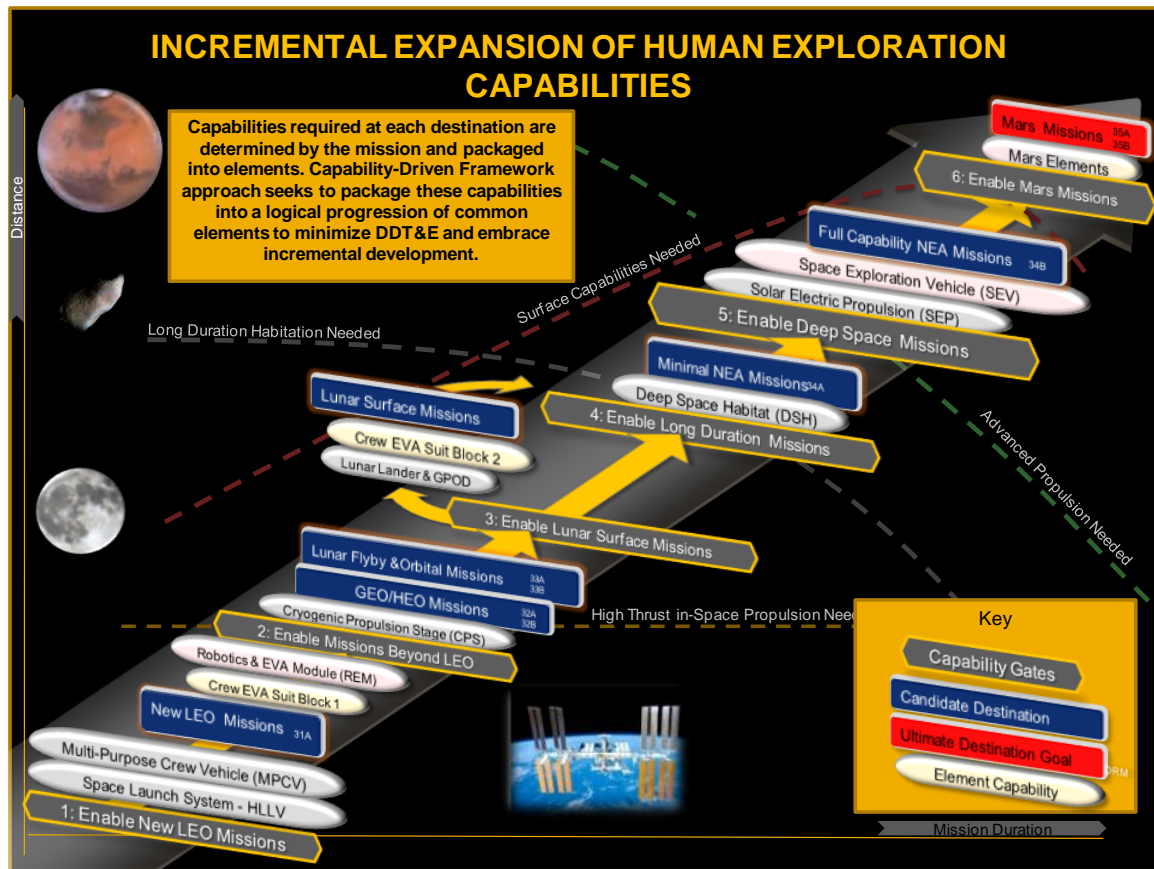 INCREMENTAL EXPANSION OF HUMAN EXPLORATION
CAPABILITIES
Distance
Capabilities required at each destination are
determined by the mission and packaged
into elements. Capability-Driven Framework
approach seeks to package these capabilities
into a logical progression of common
elements to minimize DDT&E and embrace
incremental development.
Mars Missions 35A
35B
Mars Elements
6: Enable Mars Missions
Full Capability NEA Missions 34B
Space Exploration Vehicle (SEV)
Solar Electric Propulsion (SEP)
5: Enable Deep Space Missions
Surface Capabilities Needed
Long Duration Habitation Needed
Minimal NEA Missions 34A
Deep Space Habitat (DSH)
4: Enable Long Duration Missions
Lunar Surface Missions
Crew EVA Suit Block 2
Lunar Lander & GPOD
3: Enable Lunar Surface Missions
Advanced Propulsion Needed
Lunar Flyby &Orbital Missions 33A
33B
GEO/HEO Missions 32A
32B
Cryogenic Propulsion Stage (CPS)
2: Enable Missions Beyond LEO
High Thrust in-Space Propulsion Need
Robotics & EVA Module (REM)
Crew EVA Suit Block 1
New LEO Missions 31A
Multi-Purpose Crew Vehicle (MPCV)
Space Launch System - HLLV
1: Enable New LEO Missions
Key
Capability Gates
Candidate Destination
Ultimate Destination Goal
DRM
Element Capability
Mission Duration